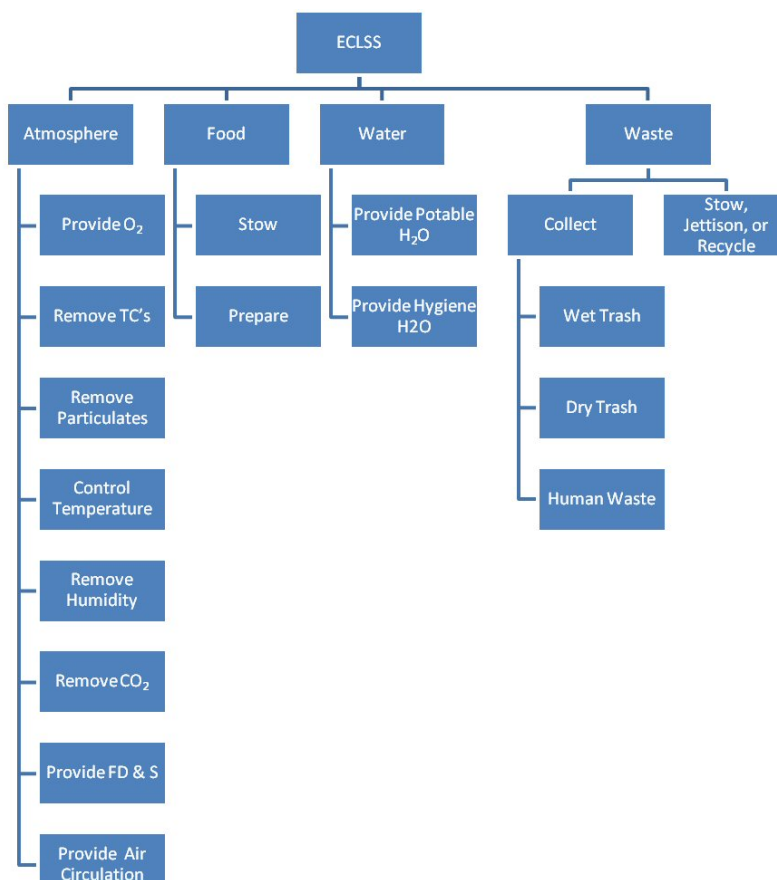 ECLSS
Atmosphere
Food
Water
Waste
Provide O₂
Stow
Provide Potable
H₂O
Collect
Stow,
Jettison, or
Recycle
Remove TC's
Prepare
Provide Hygiene
H2O
Wet Trash
Remove
Particulates
Dry Trash
Control
Temperature
Human Waste
Remove
Humidity
Remove CO₂
Provide FD & S
Provide Air
Circulation